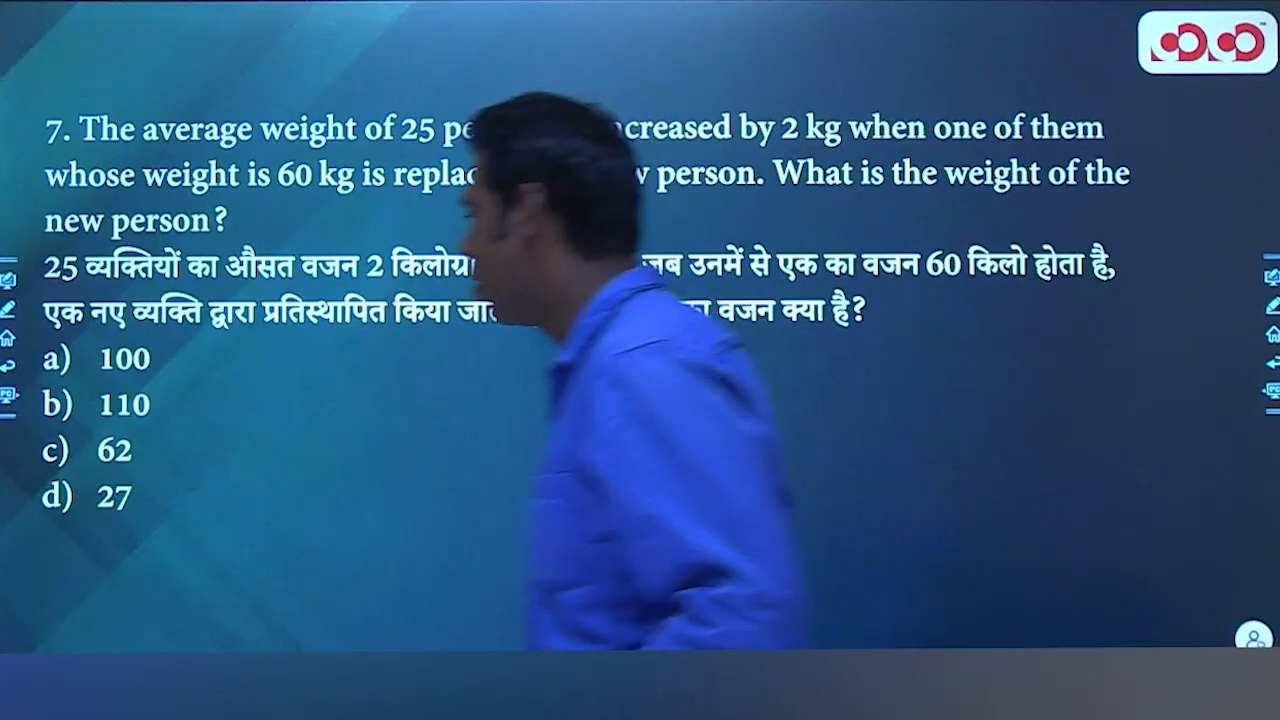 7. The average weight of 25 creased by 2 kg when one of them
whose weight is 60 kg is person. What is the weight of the
new person?
25 व्यक्तियों का औसत वजन 2 जब उनमें से एक का वजन 60 किलो होता है,
एक नए व्यक्ति द्वारा प्रतिस्थापित किया वजन क्या है?
a) 100
b) 110
c) 62
d) 27